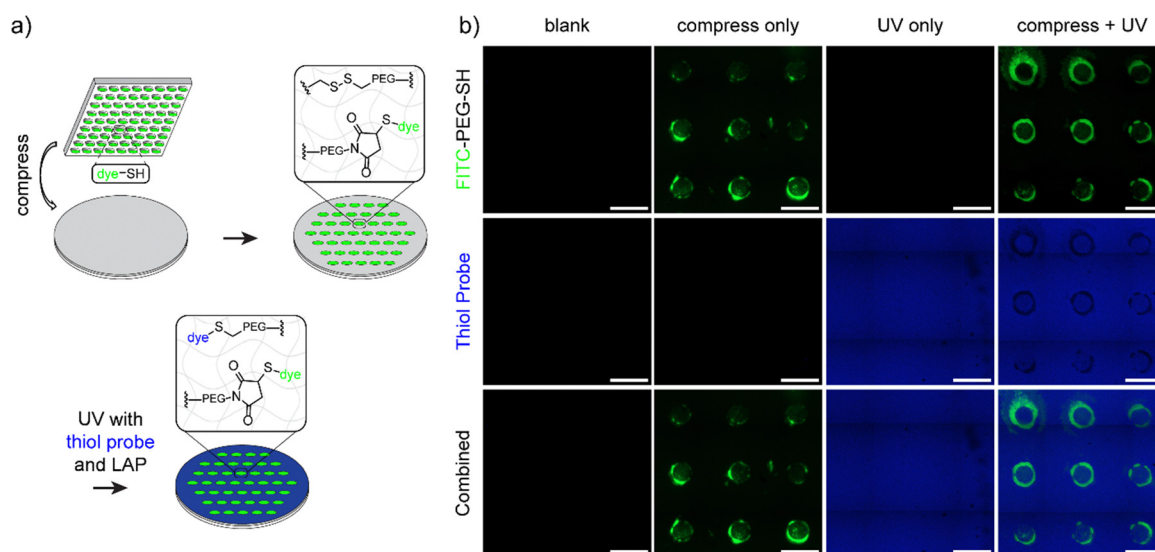 a)
compress
dye–SH
S
S
PEG
O
S
dye
PEG
N
O
UV with
thiol probe
and LAP
dye
S
PEG
O
S
dye
PEG
N
O
b)
blank
compress only
UV only
compress + UV
FITC-PEG-SH
Thiol Probe
Combined